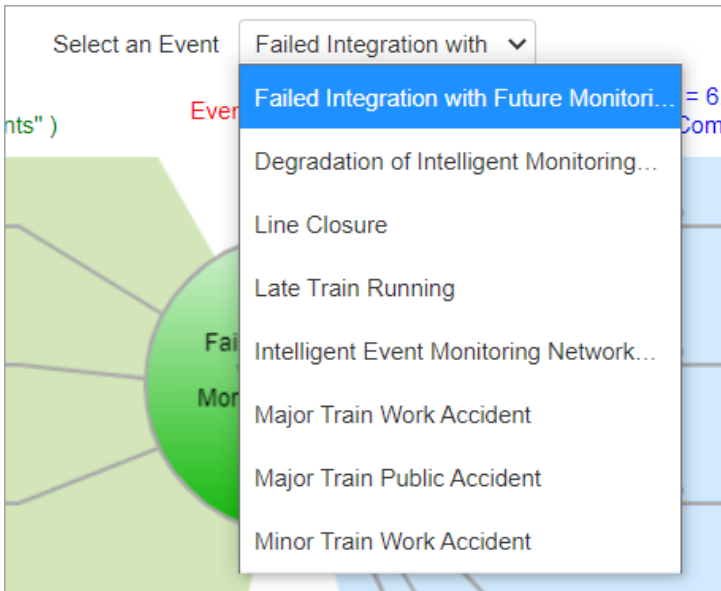 Select an Event
Failed Integration with
nts" )
Even
= 6
Com
Failed Integration with Future Monitori...
Degradation of Intelligent Monitoring...
Line Closure
Late Train Running
Intelligent Event Monitoring Network...
Major Train Work Accident
Major Train Public Accident
Minor Train Work Accident
Fai
Mor